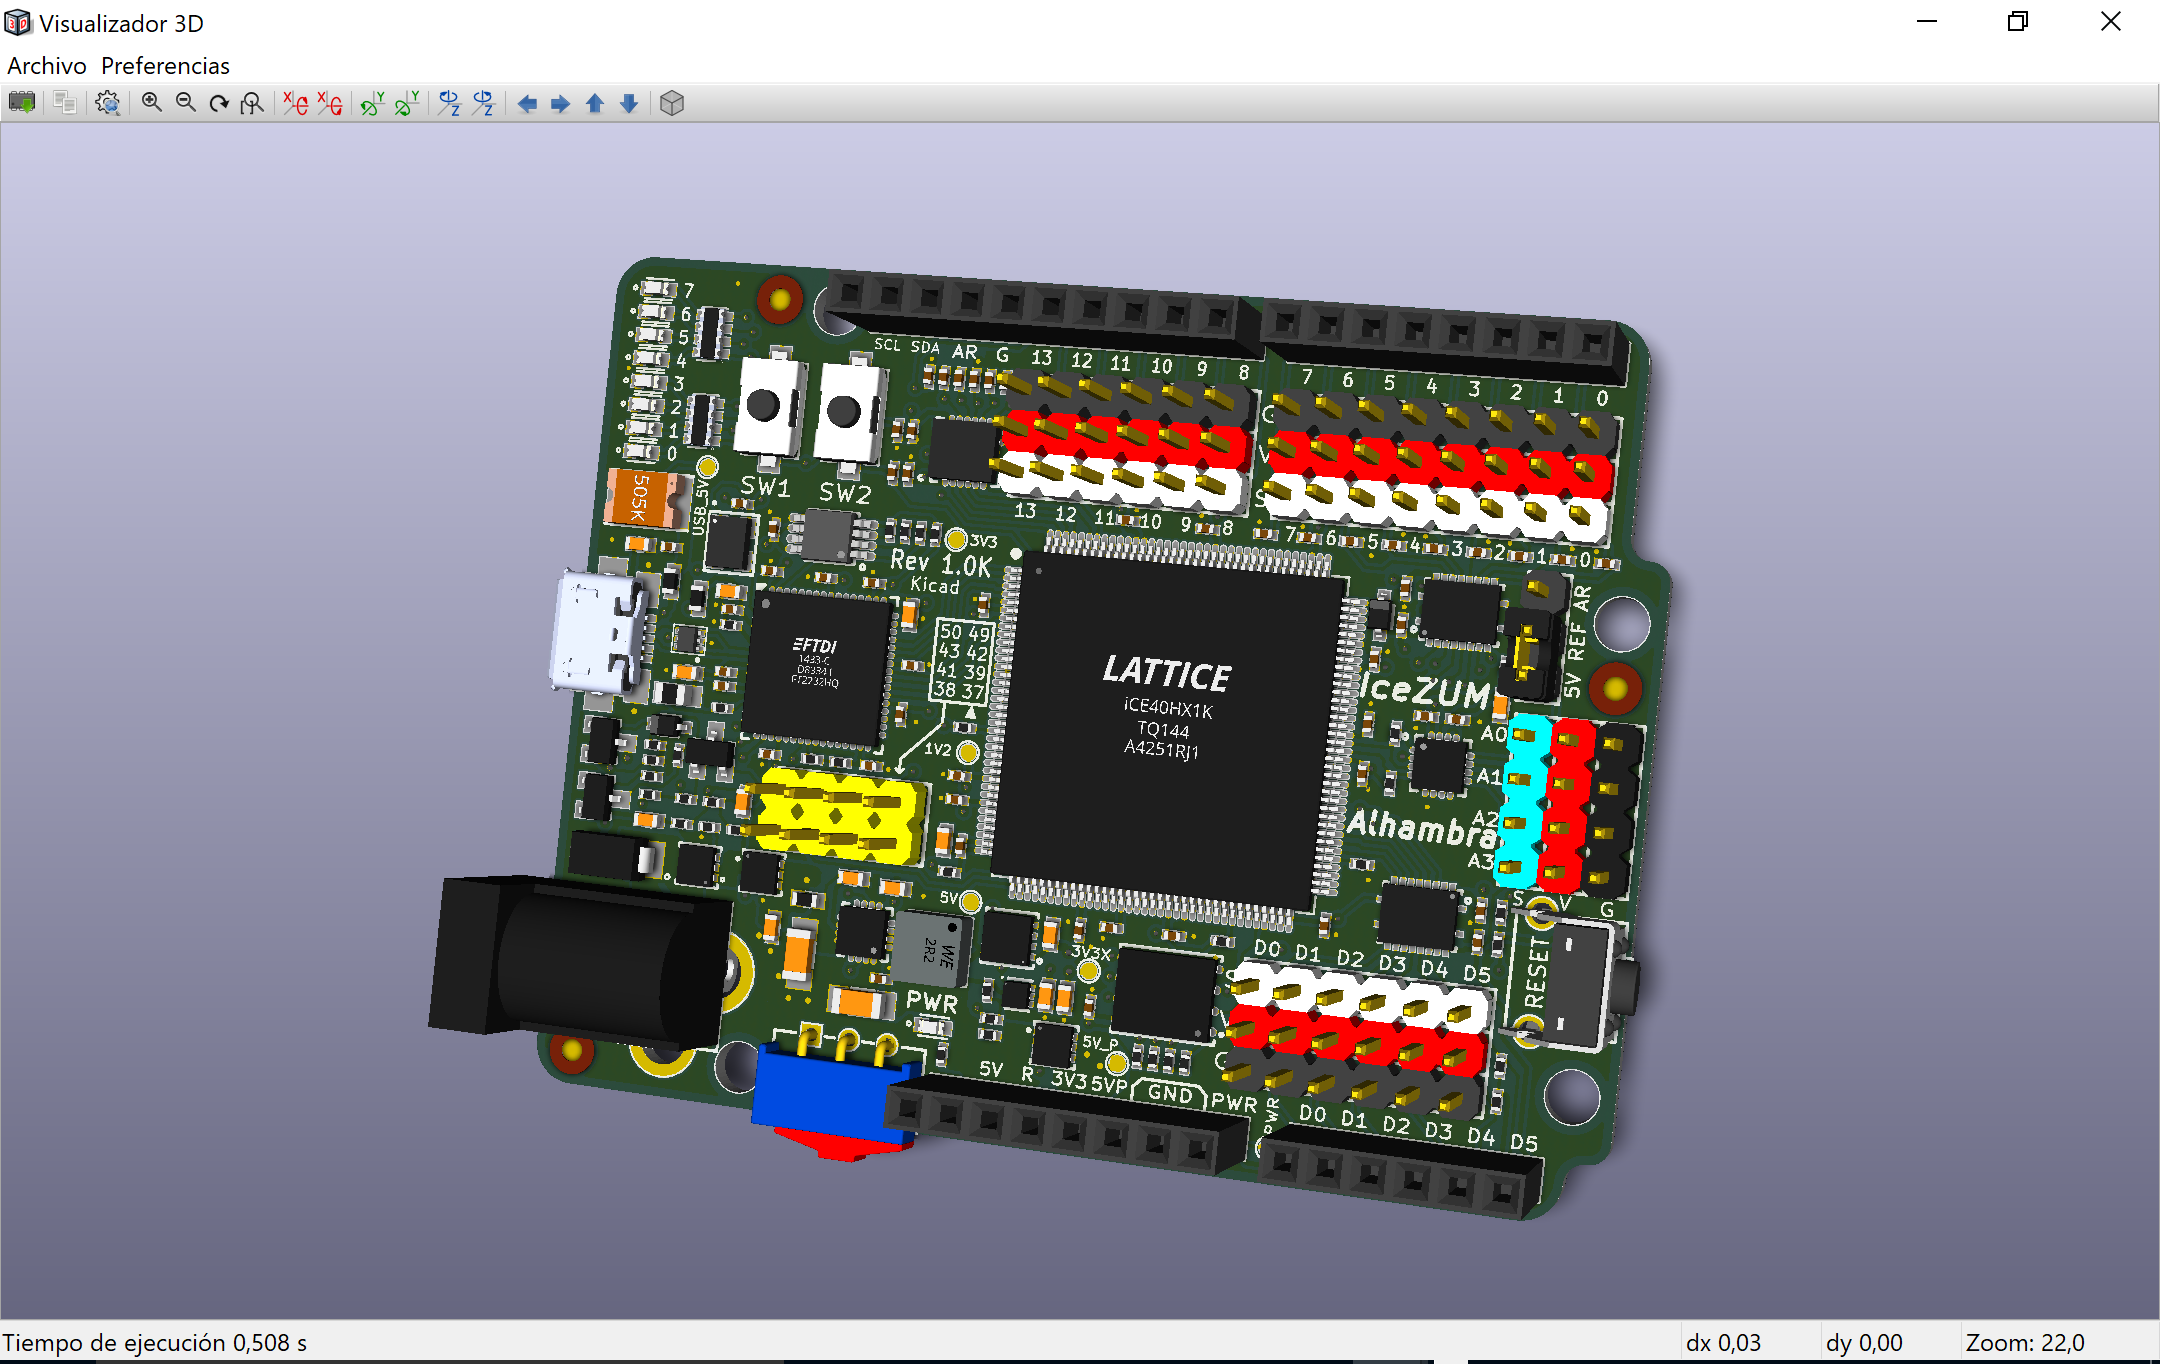 Visualizador 3D
Archivo Preferencias
7
6
5
4
3
2
1
0
SCL SDA AR G 13 12 11 10 9 8
7 6 5 4 3 2 1 0
SW1 SW2
505K
USB_5V
13 12 11 10 9 8
7 6 5 4 3 2 1 0
3V3
Rev 1.0K
Kicad
50 49
43 42
41 39
38 37
1V2
FTDI
LATTICE
iCE40HX1K
TQ144
A4251RJ1
5V REF AR
IceZUM
Alhambra
A0
A1
A2
A3
S V G
RESET
5V
WE
2R2
3V3X
PWR
D0 D1 D2 D3 D4 D5
5V_P
5V R 3V3 5VP GND PWR
PWR
D0 D1 D2 D3 D4 D5
Tiempo de ejecución 0,508 s
dx 0,03
dy 0,00
Zoom: 22,0